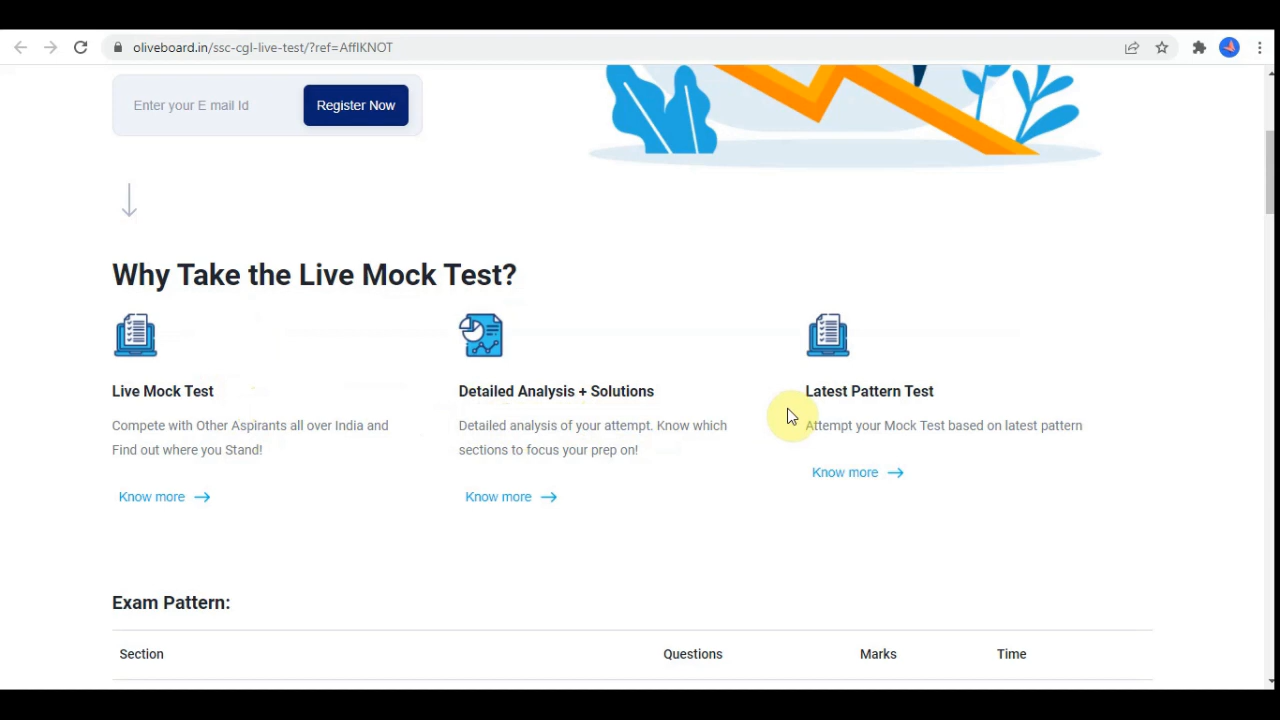 oliveboard.in/ssc-cgl-live-test/?ref=AffIKNOT
Enter your E mail Id
Register Now
Why Take the Live Mock Test?
Live Mock Test
Compete with Other Aspirants all over India and
Find out where you Stand!
Know more
Detailed Analysis + Solutions
Detailed analysis of your attempt. Know which
sections to focus your prep on!
Know more
Latest Pattern Test
Attempt your Mock Test based on latest pattern
Know more
Exam Pattern:
Section Questions Marks Time